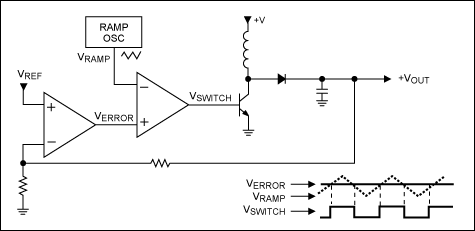 RAMP
OSC
+V
VRAMP
VREF
+
−
VERROR
−
+
VSWITCH
+VOUT
VERROR
VRAMP
VSWITCH